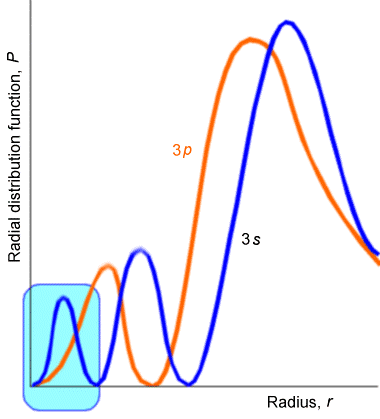 Radial distribution function, P
3p
3s
Radius, r